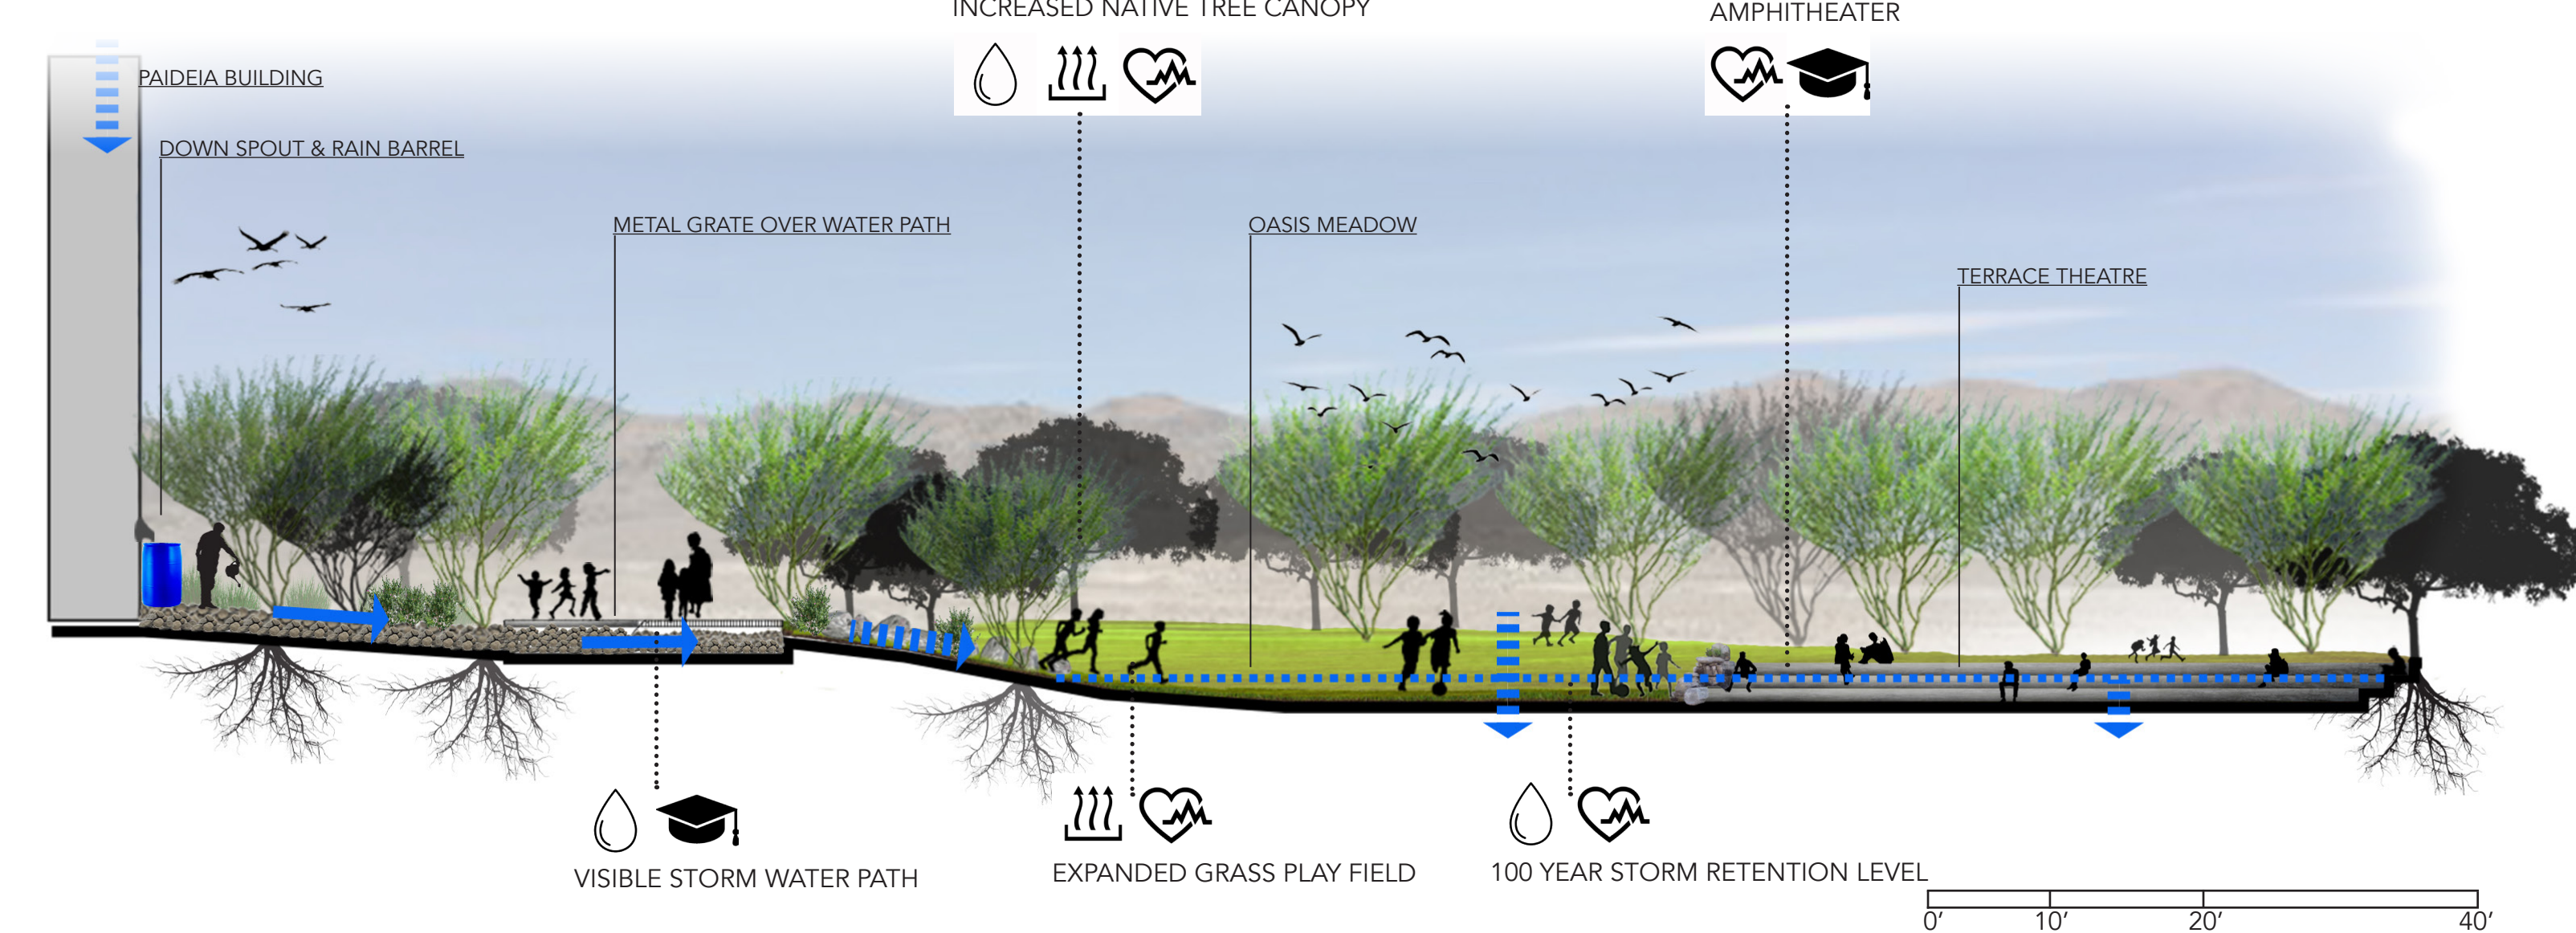 INCREASED NATIVE TREE CANOPY
AMPHITHEATER
PAIDEIA BUILDING
DOWN SPOUT & RAIN BARREL
METAL GRATE OVER WATER PATH
OASIS MEADOW
TERRACE THEATRE
VISIBLE STORM WATER PATH
EXPANDED GRASS PLAY FIELD
100 YEAR STORM RETENTION LEVEL
0' 10' 20' 40'